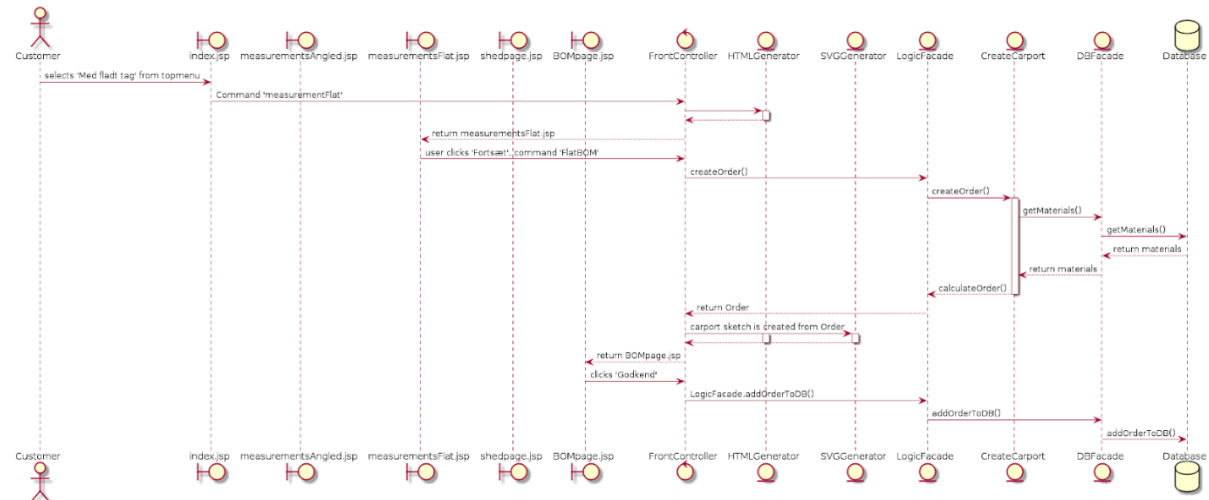 Customer
index.jsp
measurementsAngled.jsp
measurementsFlat.jsp
shedpage.jsp
BOMpage.jsp
FrontController
HTMLGenerator
SVGGenerator
LogicFacade
CreateCarport
DBFacade
Database
selects 'Med fladt tag' from topmenu
Command 'measurementFlat'
return measurementsFlat.jsp
user clicks 'Fortsæt', command 'FlatBOM'
createOrder()
createOrder()
getMaterials()
getMaterials()
return materials
return materials
calculateOrder()
return Order
carport sketch is created from Order
return BOMpage.jsp
clicks 'Godkend'
LogicFacade.addOrderToDB()
addOrderToDB()
addOrderToDB()
Customer
index.jsp
measurementsAngled.jsp
measurementsFlat.jsp
shedpage.jsp
BOMpage.jsp
FrontController
HTMLGenerator
SVGGenerator
LogicFacade
CreateCarport
DBFacade
Database